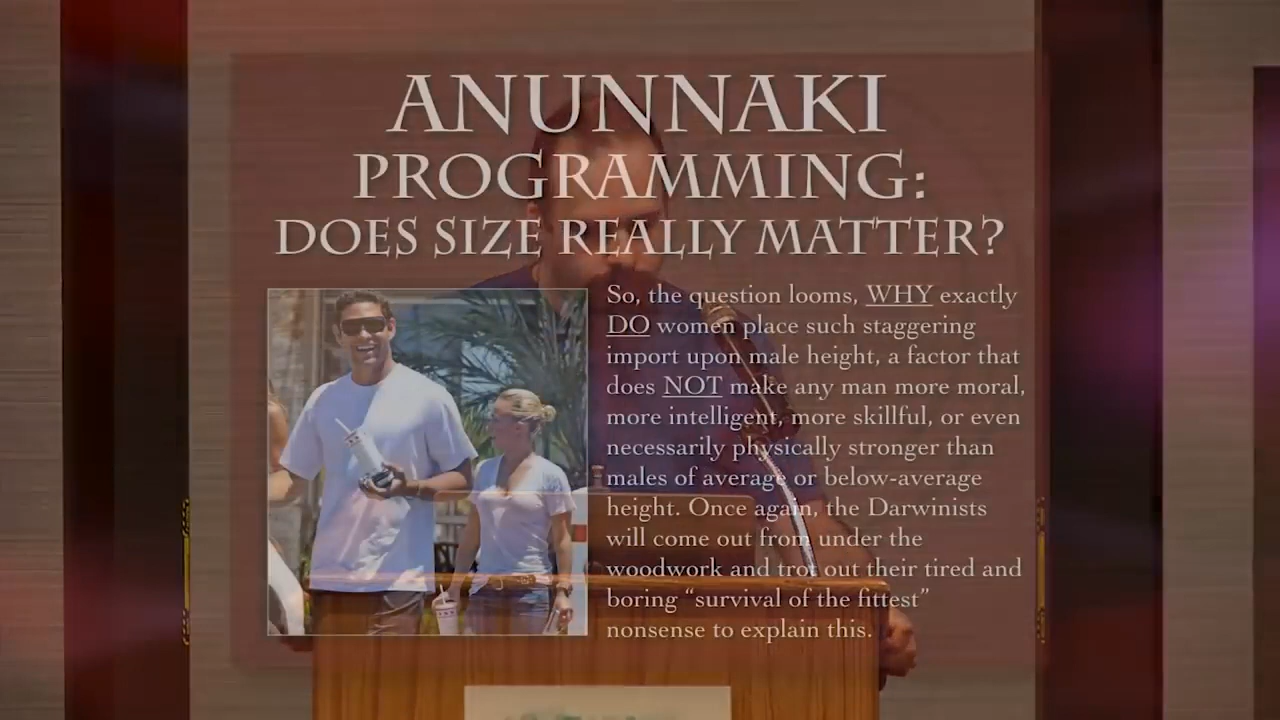 ANUNNAKI
PROGRAMMING:
DOES SIZE REALLY MATTER?
So, the question looms, WHY exactly
DO women place such staggering
import upon male height, a factor that
does NOT make any man more moral,
more intelligent, more skillful, or even
necessarily physically stronger than
males of average or below-average
height. Once again, the Darwinists
will come out from under the
woodwork and trot out their tired and
boring “survival of the fittest”
nonsense to explain this.